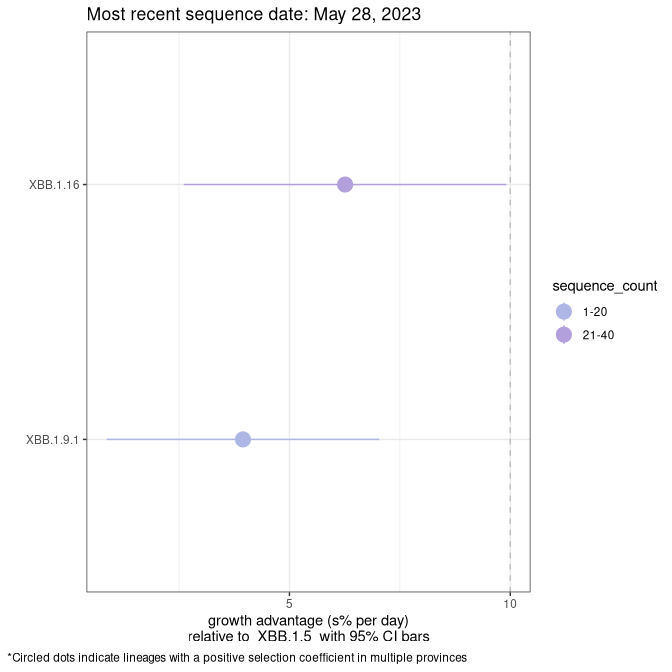 Most recent sequence date: May 28, 2023
XBB.1.16
XBB.1.9.1
sequence_count
1-20
21-40
5
10
growth advantage (s% per day)
relative to XBB.1.5 with 95% CI bars
*Circled dots indicate lineages with a positive selection coefficient in multiple provinces